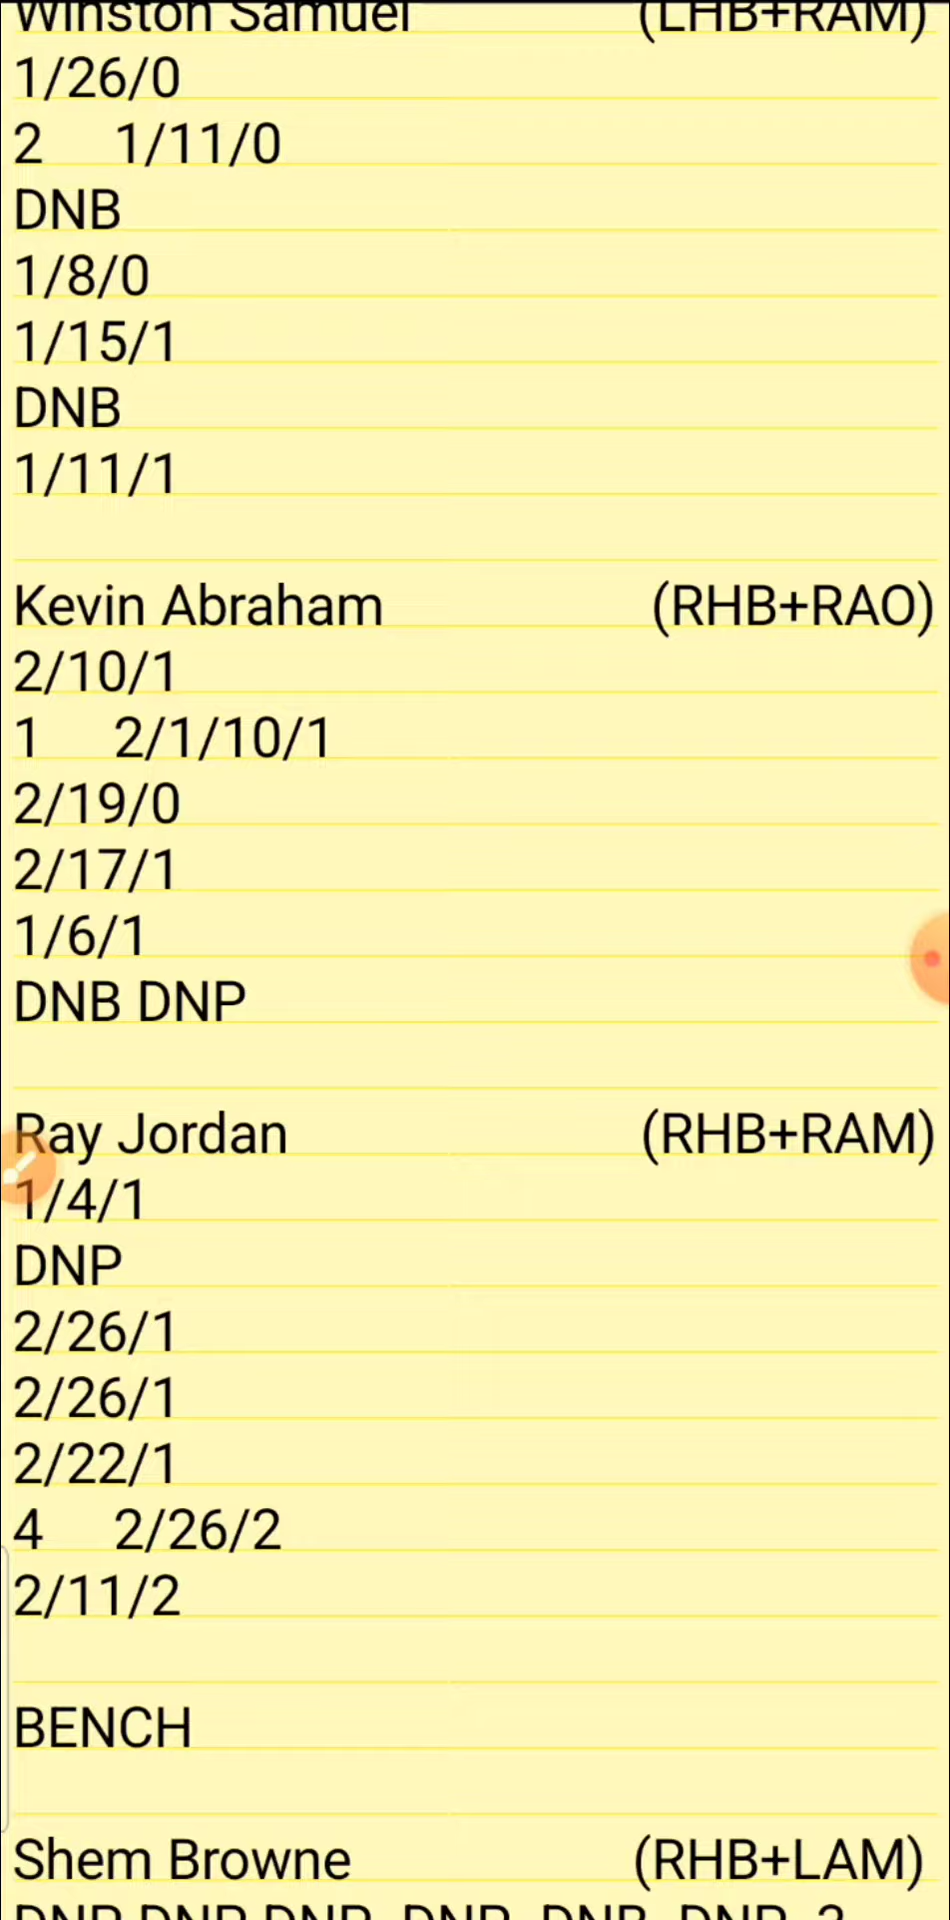 Winston Samuel (LHB+RAM)
1/26/0
2 1/11/0
DNB
1/8/0
1/15/1
DNB
1/11/1
Kevin Abraham (RHB+RAO)
2/10/1
1 2/1/10/1
2/19/0
2/17/1
1/6/1
DNB DNP
Ray Jordan (RHB+RAM)
1/4/1
DNP
2/26/1
2/26/1
2/22/1
4 2/26/2
2/11/2
BENCH
Shem Browne (RHB+LAM)